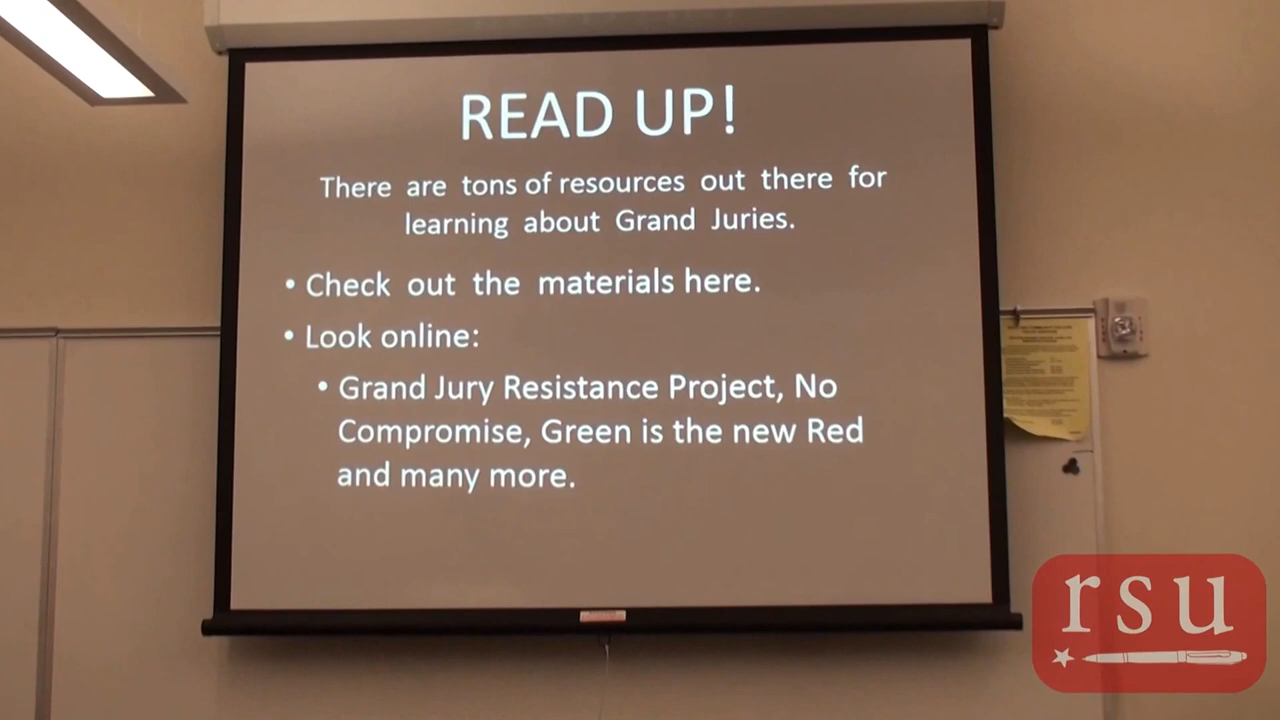 READ UP!
There are tons of resources out there for
learning about Grand Juries.
• Check out the materials here.
• Look online:
• Grand Jury Resistance Project, No
Compromise, Green is the new Red
and many more.
rsu